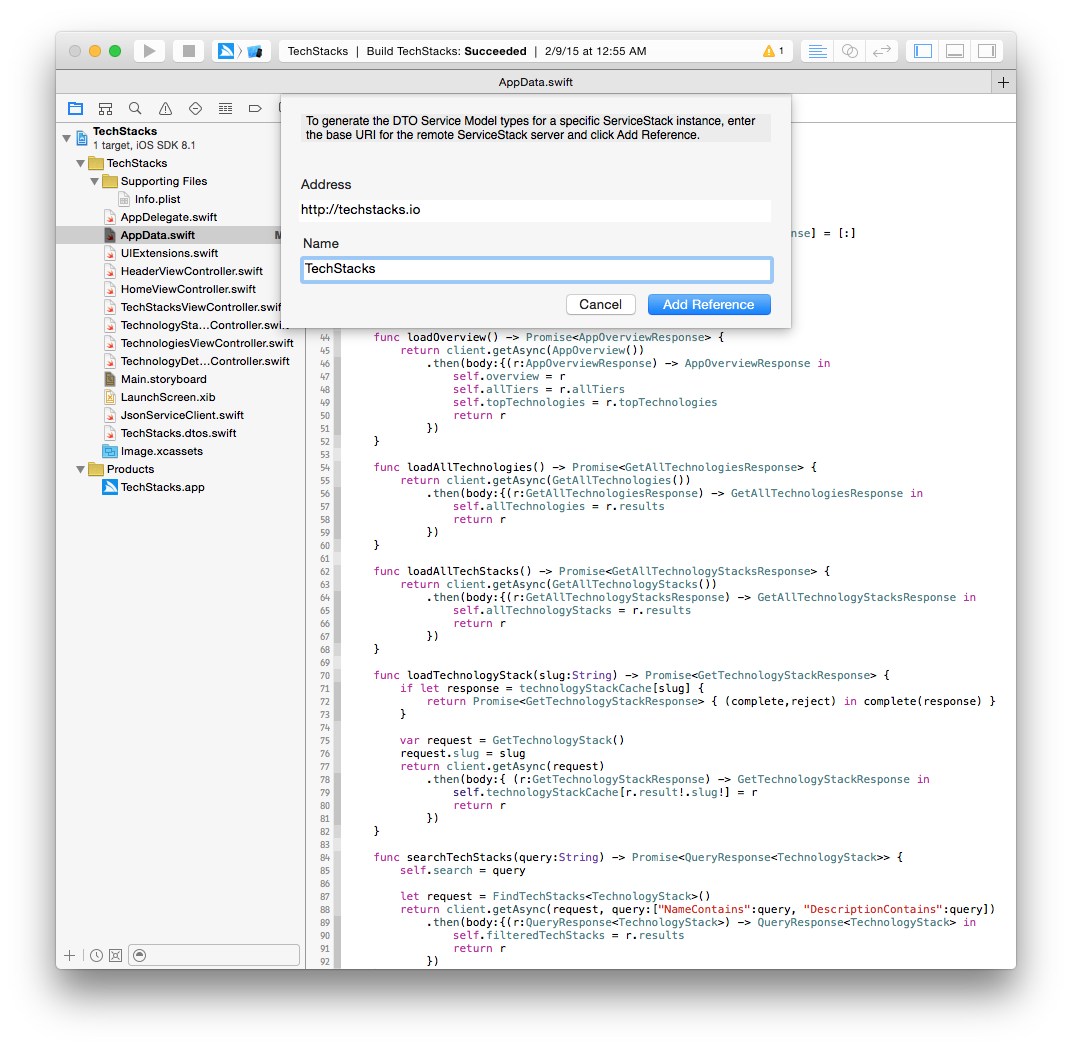 TechStacks | Build TechStacks: Succeeded | 2/9/15 at 12:55 AM
1
AppData.swift
TechStacks
1 target, iOS SDK 8.1
TechStacks
Supporting Files
Info.plist
AppDelegate.swift
AppData.swift
UIExtensions.swift
HeaderViewController.swift
HomeViewController.swift
TechStacksViewController.swift
TechnologySta...Controller.swift
TechnologiesViewController.swift
TechnologyDet...Controller.swift
Main.storyboard
LaunchScreen.xib
JsonServiceClient.swift
TechStacks.dtos.swift
Image.xcassets
Products
TechStacks.app
To generate the DTO Service Model types for a specific ServiceStack instance, enter
the base URI for the remote ServiceStack server and click Add Reference.
Address
http://techstacks.io
Name
TechStacks
Cancel
Add Reference
nse] = [:]
44 func loadOverview() -> Promise<AppOverviewResponse> {
45 return client.getAsync(AppOverview())
46 .then(body:{(r:AppOverviewResponse) -> AppOverviewResponse in
47 self.overview = r
48 self.allTiers = r.allTiers
49 self.topTechnologies = r.topTechnologies
50 return r
51 })
52 }
53
54 func loadAllTechnologies() -> Promise<GetAllTechnologiesResponse> {
55 return client.getAsync(GetAllTechnologies())
56 .then(body:{(r:GetAllTechnologiesResponse) -> GetAllTechnologiesResponse in
57 self.allTechnologies = r.results
58 return r
59 })
60 }
61
62 func loadAllTechStacks() -> Promise<GetAllTechnologyStacksResponse> {
63 return client.getAsync(GetAllTechnologyStacks())
64 .then(body:{(r:GetAllTechnologyStacksResponse) -> GetAllTechnologyStacksResponse in
65 self.allTechnologyStacks = r.results
66 return r
67 })
68 }
69
70 func loadTechnologyStack(slug:String) -> Promise<GetTechnologyStackResponse> {
71 if let response = technologyStackCache[slug] {
72 return Promise<GetTechnologyStackResponse> { (complete,reject) in complete(response) }
73 }
74
75 var request = GetTechnologyStack()
76 request.slug = slug
77 return client.getAsync(request)
78 .then(body:{ (r:GetTechnologyStackResponse) -> GetTechnologyStackResponse in
79 self.technologyStackCache[r.result!.slug!] = r
80 return r
81 })
82 }
83
84 func searchTechStacks(query:String) -> Promise<QueryResponse<TechnologyStack>> {
85 self.search = query
86
87 let request = FindTechStacks<TechnologyStack>()
88 return client.getAsync(request, query:["NameContains":query, "DescriptionContains":query])
89 .then(body:{(r:QueryResponse<TechnologyStack>) -> QueryResponse<TechnologyStack> in
90 self.filteredTechStacks = r.results
91 return r
92 })